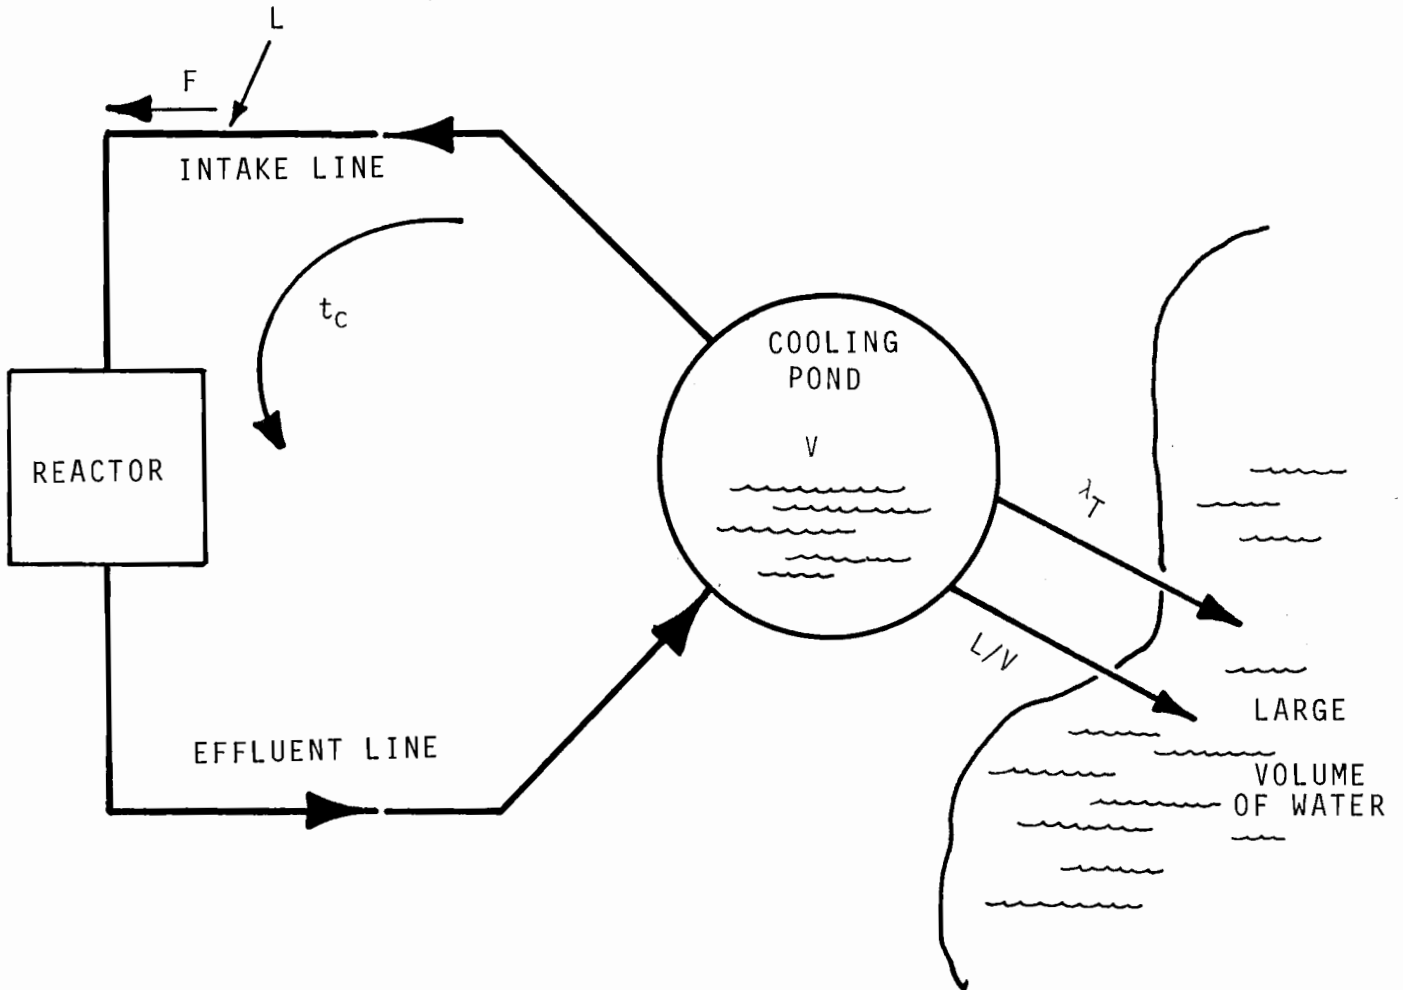 L
F
INTAKE LINE
t_C
COOLING
POND
V
REACTOR
λ_T
L/V
EFFLUENT LINE
LARGE
VOLUME
OF WATER